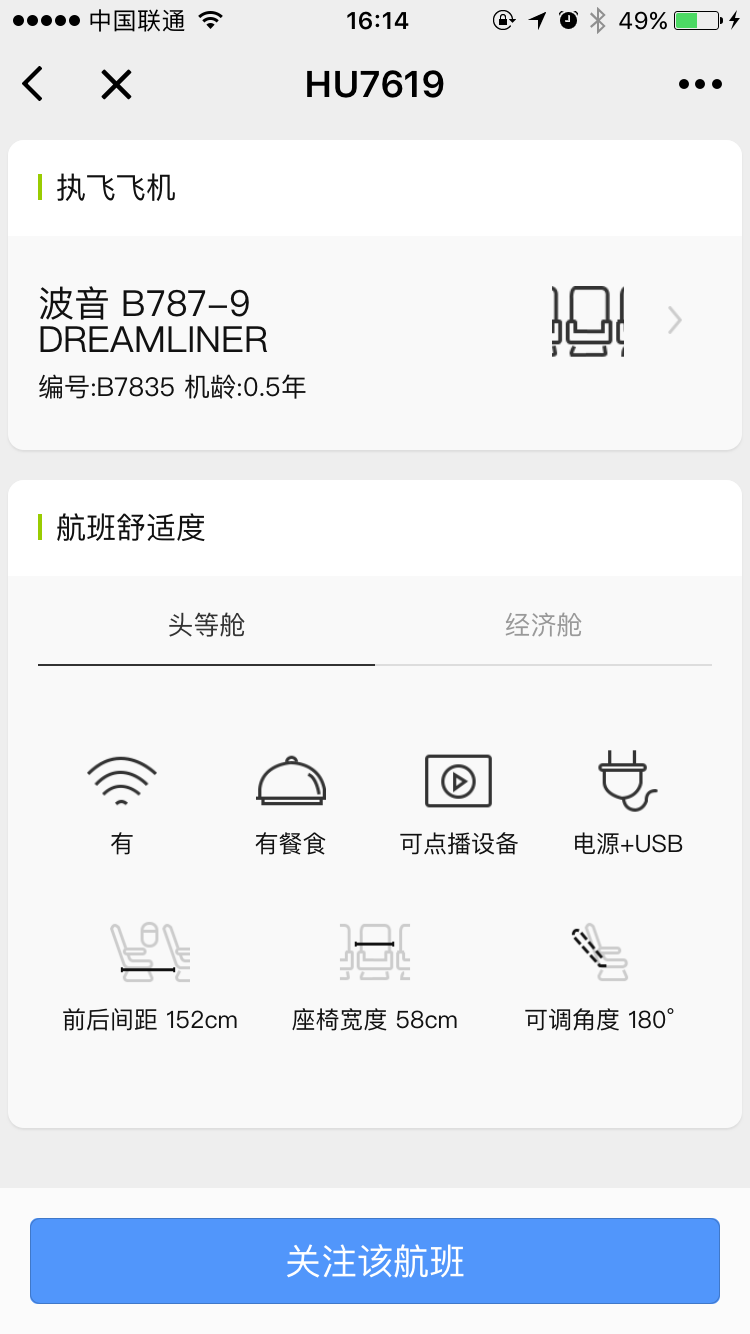 中国联通
16:14
49%
HU7619
执飞飞机
波音 B787-9
DREAMLINER
编号:B7835 机龄:0.5年
航班舒适度
头等舱
经济舱
有
有餐食
可点播设备
电源+USB
前后间距 152cm
座椅宽度 58cm
可调角度 180°
关注该航班